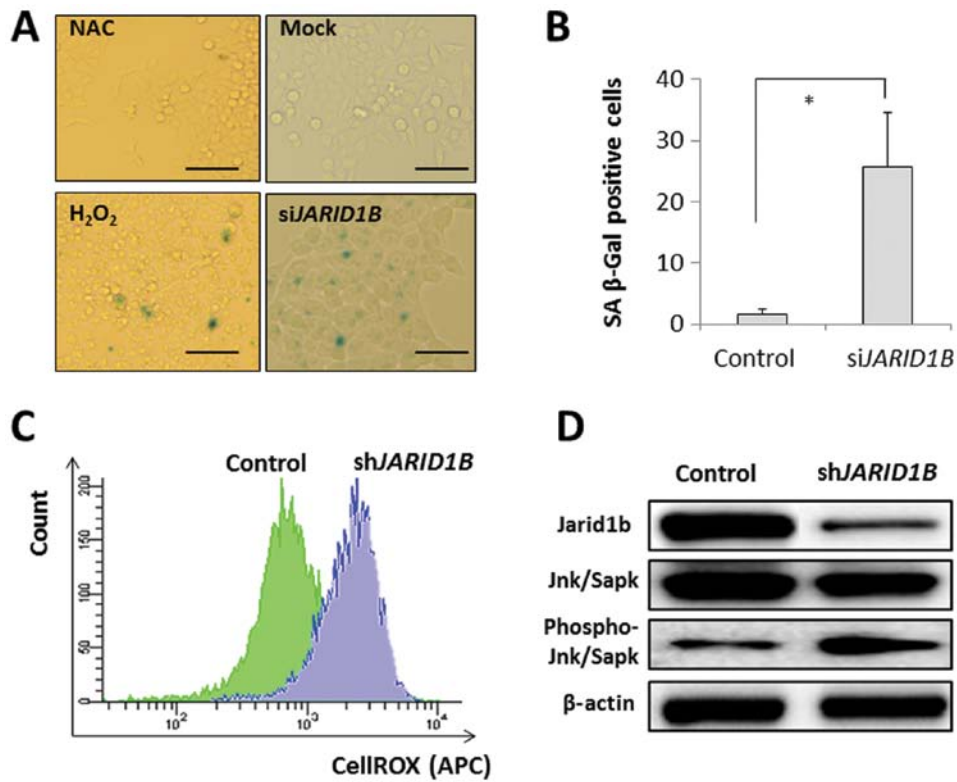 A
NAC
Mock
H₂O₂
siJARID1B
B
SA β-Gal positive cells
40
30
20
10
0
*
Control
siJARID1B
C
Control
shJARID1B
Count
200
150
100
50
0
10²
10³
10⁴
CellROX (APC)
D
Control
shJARID1B
Jarid1b
Jnk/Sapk
Phospho-
Jnk/Sapk
β-actin